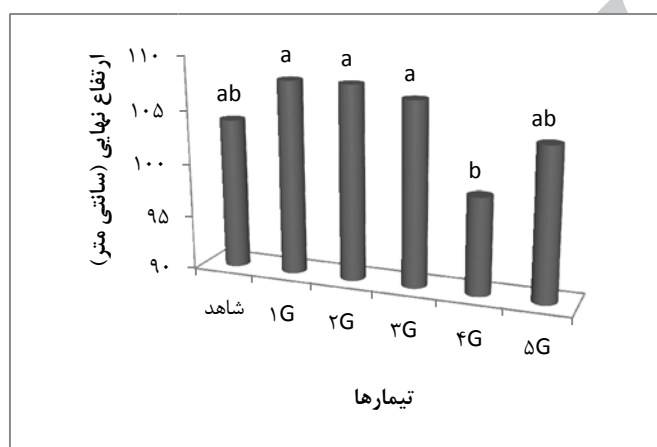 ارتفاع نهایی (سانتی متر)
۱۱۰
۱۰۵
۱۰۰
۹۵
۹۰
ab
a
a
a
b
ab
شاهد
۱G
۲G
۳G
۴G
۵G
تیمارها